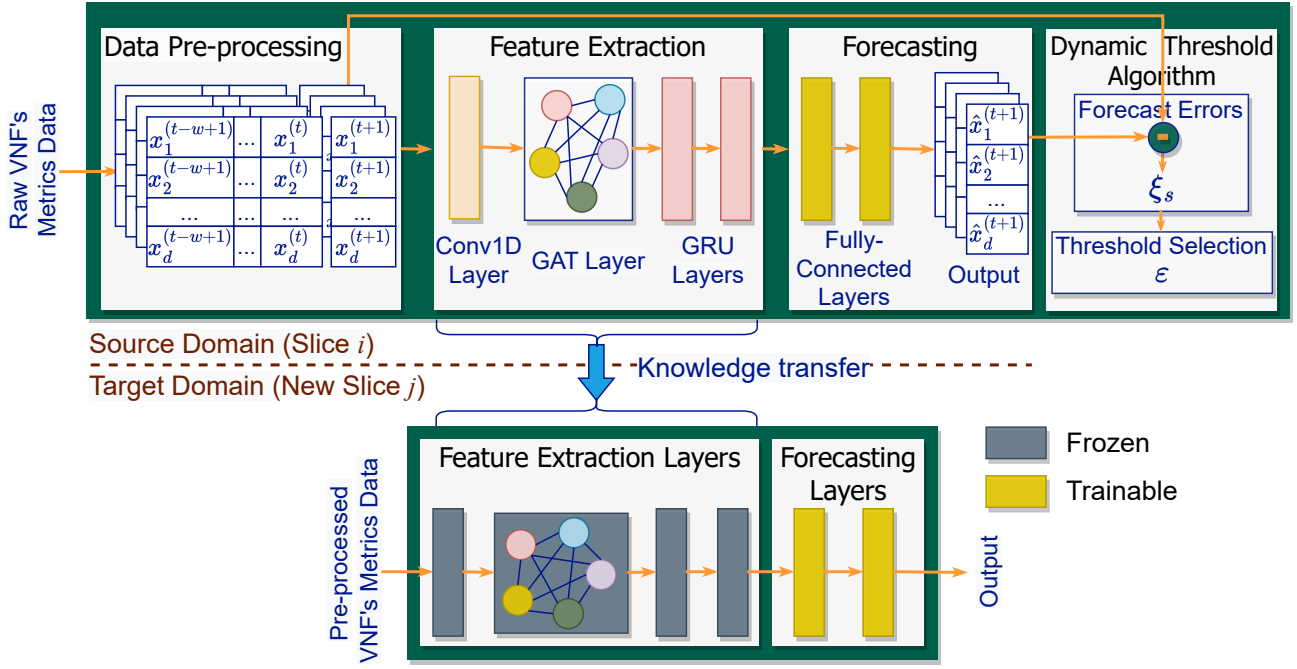 Data Pre-processing
Feature Extraction
Forecasting
Dynamic Threshold
Algorithm
Raw VNF's
Metrics Data
x_1^{(t-w+1)} ... x_1^{(t)} x_1^{(t+1)}
x_2^{(t-w+1)} ... x_2^{(t)} x_2^{(t+1)}
... ... ... ...
x_d^{(t-w+1)} ... x_d^{(t)} x_d^{(t+1)}
Conv1D
Layer
GAT Layer
GRU
Layers
Fully-
Connected
Layers
x̂_1^{(t+1)}
x̂_2^{(t+1)}
...
x̂_d^{(t+1)}
Output
Forecast Errors
-
ξ_s
Threshold Selection
ε
Source Domain (Slice i)
Knowledge transfer
Target Domain (New Slice j)
Pre-processed
VNF's Metrics Data
Feature Extraction Layers
Forecasting
Layers
Output
Frozen
Trainable